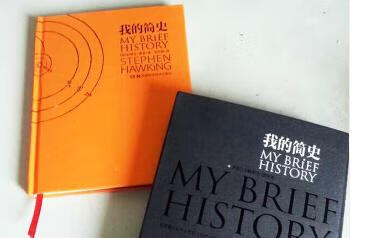 我的简史
MY BRiEF
HISTORY
STEPHEN
HAWKING
我的简史
MY BRiEF
HISTORY
MY BRIEF
HISTORY